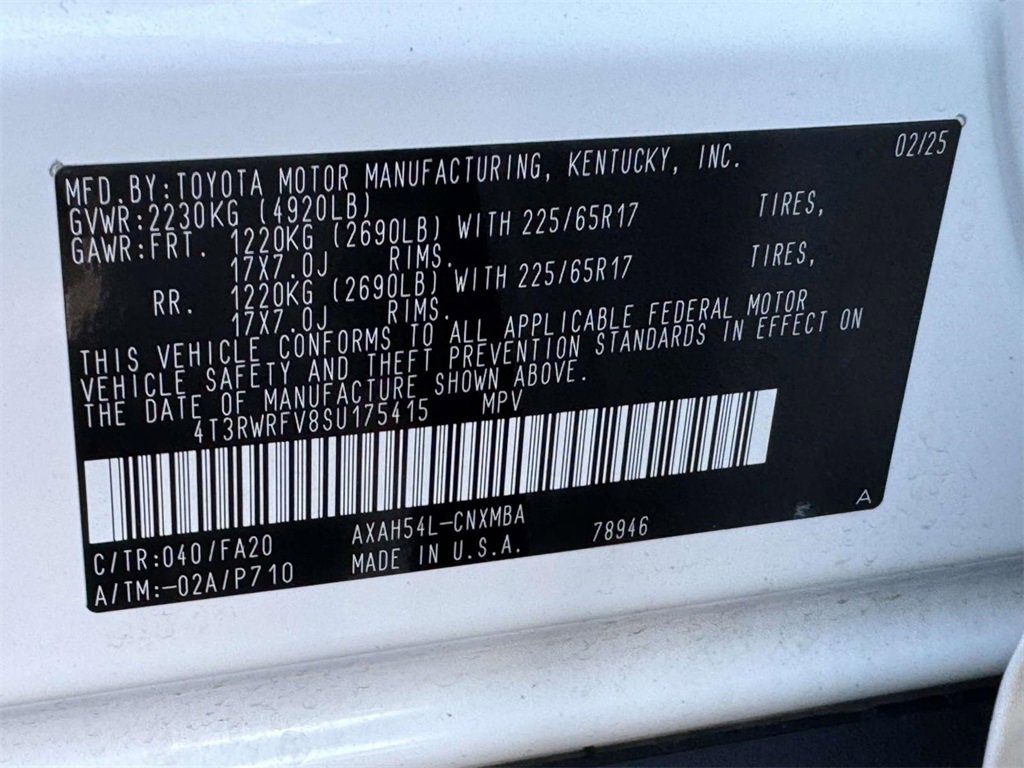 02/25
MFD.BY:TOYOTA MOTOR MANUFACTURING, KENTUCKY, INC.
GVWR:2230KG (4920LB)
GAWR:FRT. 1220KG (2690LB) WITH 225/65R17 TIRES,
17X7.0J RIMS.
RR. 1220KG (2690LB) WITH 225/65R17 TIRES,
17X7.0J RIMS.
THIS VEHICLE CONFORMS TO ALL APPLICABLE FEDERAL MOTOR
VEHICLE SAFETY AND THEFT PREVENTION STANDARDS IN EFFECT ON
THE DATE OF MANUFACTURE SHOWN ABOVE.
4T3RWRFV8SU175415 MPV
A
C/TR:040/FA20 AXAH54L-CNXMBA 78946
A/TM:-02A/P710 MADE IN U.S.A.